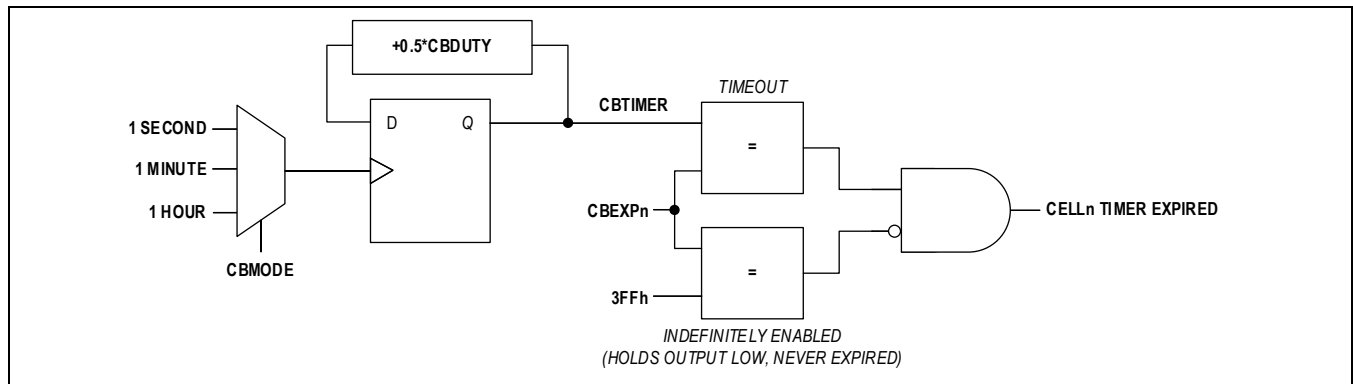 +0.5*CBDUTY
TIMEOUT
CBTIMER
1 SECOND
D
Q
1 MINUTE
=
1 HOUR
CBEXPn
CELLn TIMER EXPIRED
CBMODE
=
3FFh
INDEFINITELY ENABLED
(HOLDS OUTPUT LOW, NEVER EXPIRED)